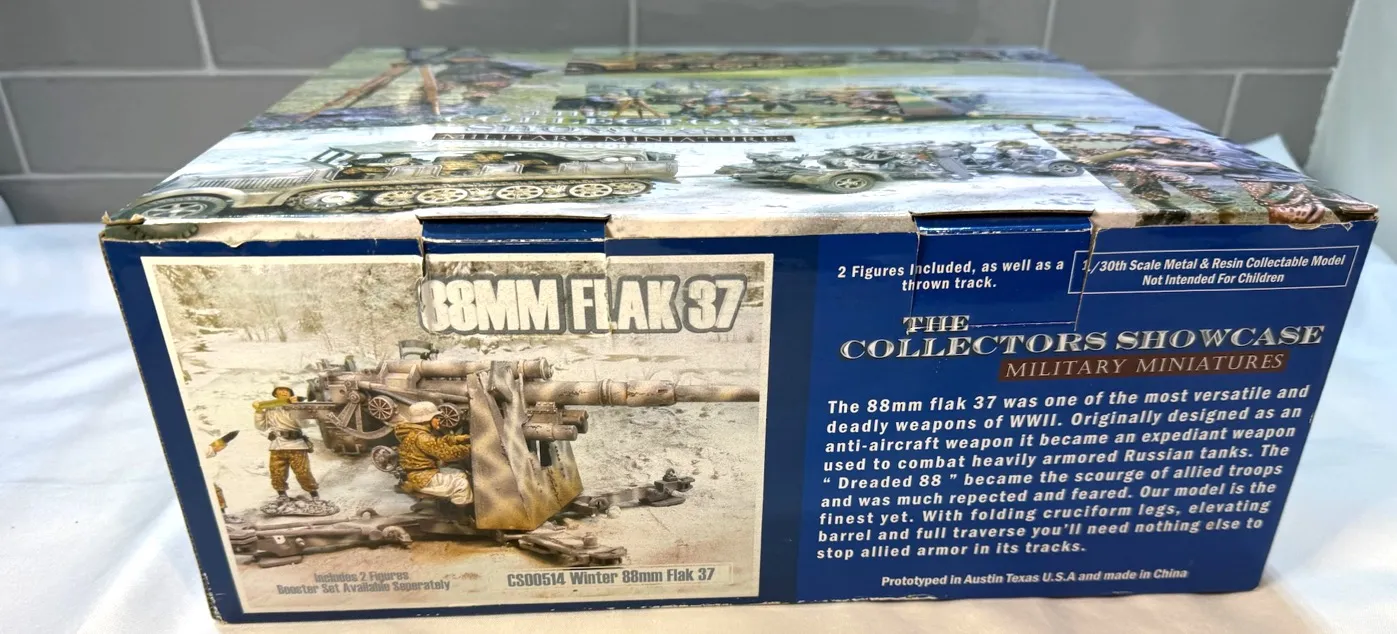 MILITARY MINIATURES
88MM FLAK 37
Includes 2 Figures
Booster Set Available Seperately
CS00514 Winter 88mm Flak 37
2 Figures Included, as well as a
thrown track.
1/30th Scale Metal & Resin Collectable Model
Not Intended For Children
THE
COLLECTORS SHOWCASE
MILITARY MINIATURES
The 88mm flak 37 was one of the most versatile and
deadly weapons of WWII. Originally designed as an
anti-aircraft weapon it became an expediant weapon
used to combat heavily armored Russian tanks. The
“ Dreaded 88 ” became the scourge of allied troops
and was much repected and feared. Our model is the
finest yet. With folding cruciform legs, elevating
barrel and full traverse you'll need nothing else to
stop allied armor in its tracks.
Prototyped in Austin Texas U.S.A and made in China